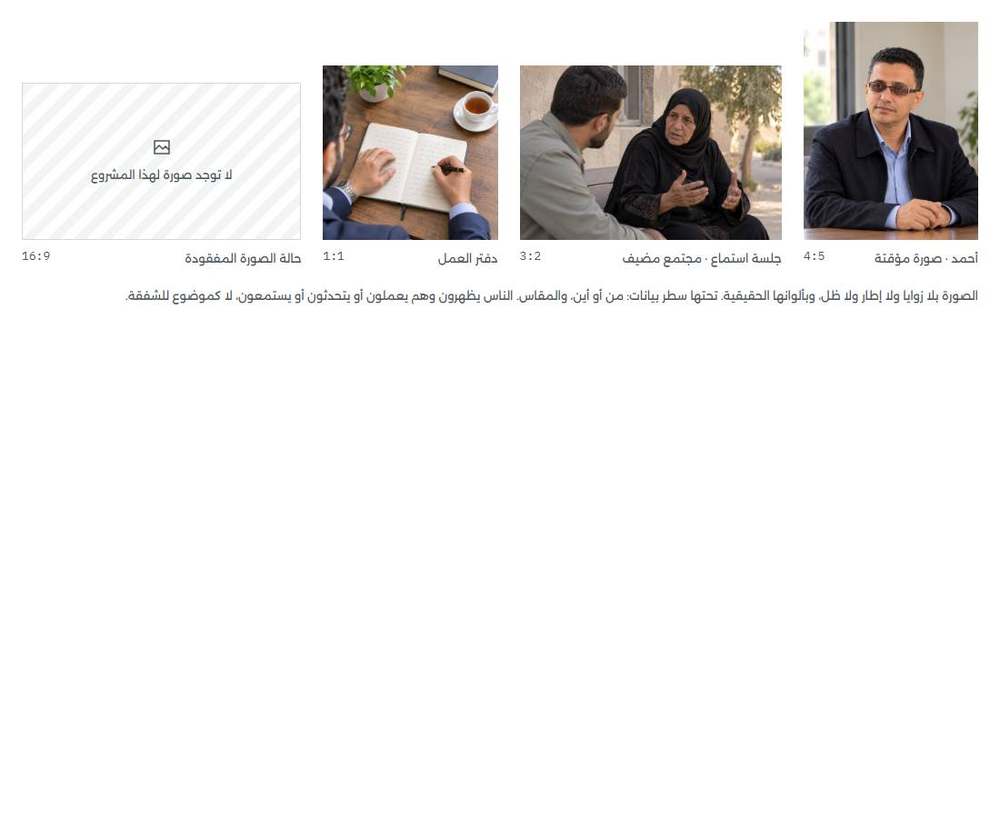 أحمد · صورة مؤقتة
4:5
جلسة استماع · مجتمع مضيف
3:2
دفتر العمل
1:1
لا توجد صورة لهذا المشروع
حالة الصورة المفقودة
16:9
الصورة بلا زوايا ولا إطار ولا ظل، وبألوانها الحقيقية. تحتها سطر بيانات: من أو أين، والمقاس. الناس يظهرون وهم يعملون أو يتحدثون أو يستمعون، لا كموضوع للشفقة.